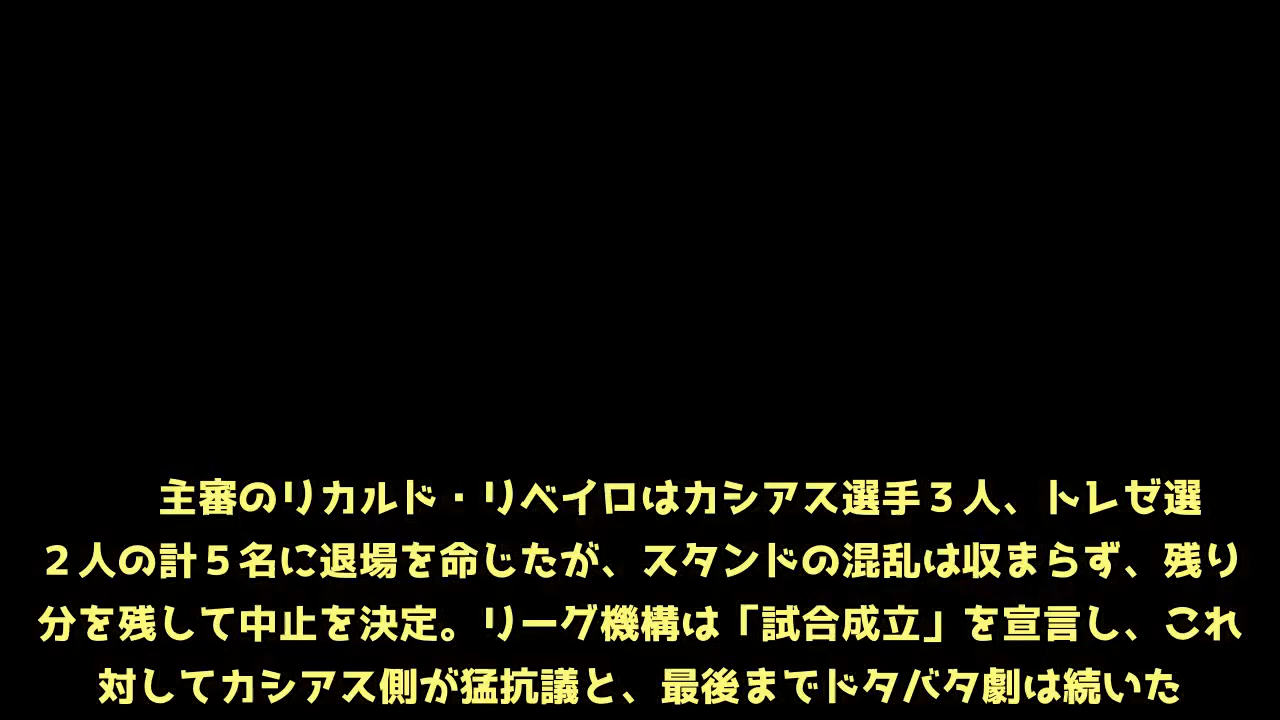 主審のリカルド・リベイロはカシアス選手３人、トレゼ選
２人の計５名に退場を命じたが、スタンドの混乱は収まらず、残り
分を残して中止を決定。リーグ機構は「試合成立」を宣言し、これ
対してカシアス側が猛抗議と、最後までドタバタ劇は続いた